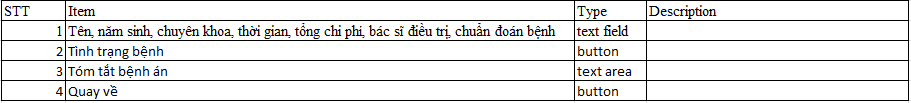 STT Item Type Description
1 Tên, năm sinh, chuyên khoa, thời gian, tổng chi phi, bác sĩ điều trị, chuẩn đoán bệnh text field
2 Tình trạng bệnh button
3 Tóm tắt bệnh án text area
4 Quay về button